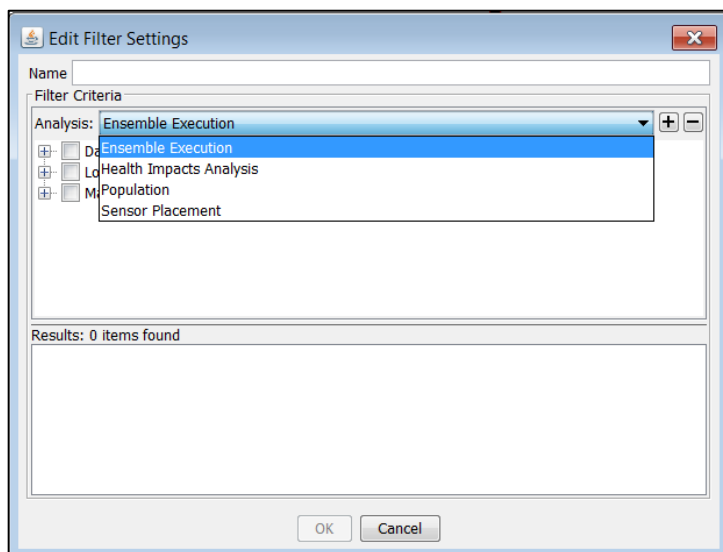 Edit Filter Settings
Name
Filter Criteria
Analysis: Ensemble Execution
Ensemble Execution
Health Impacts Analysis
Population
Sensor Placement
Results: 0 items found
OK Cancel